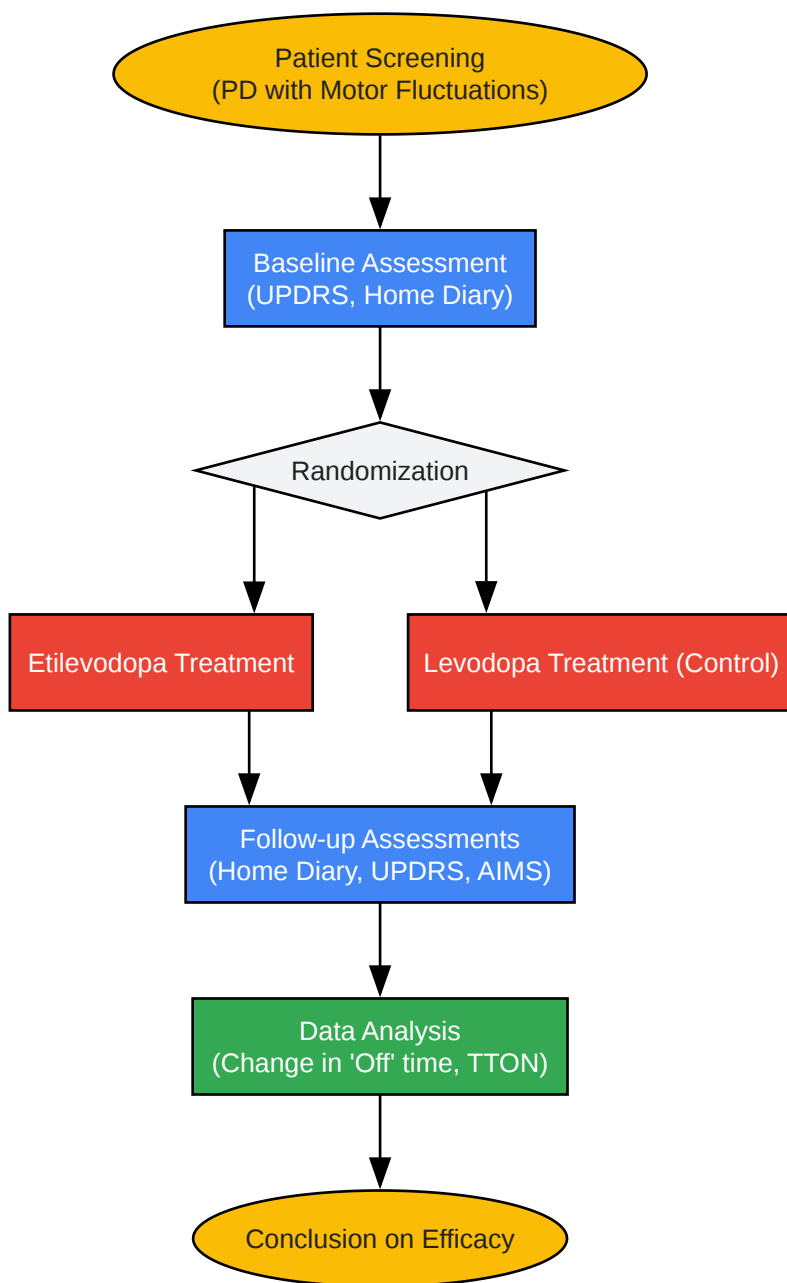 Patient Screening
(PD with Motor Fluctuations)
Baseline Assessment
(UPDRS, Home Diary)
Randomization
Etilevodopa Treatment
Levodopa Treatment (Control)
Follow-up Assessments
(Home Diary, UPDRS, AIMS)
Data Analysis
(Change in 'Off' time, TTON)
Conclusion on Efficacy